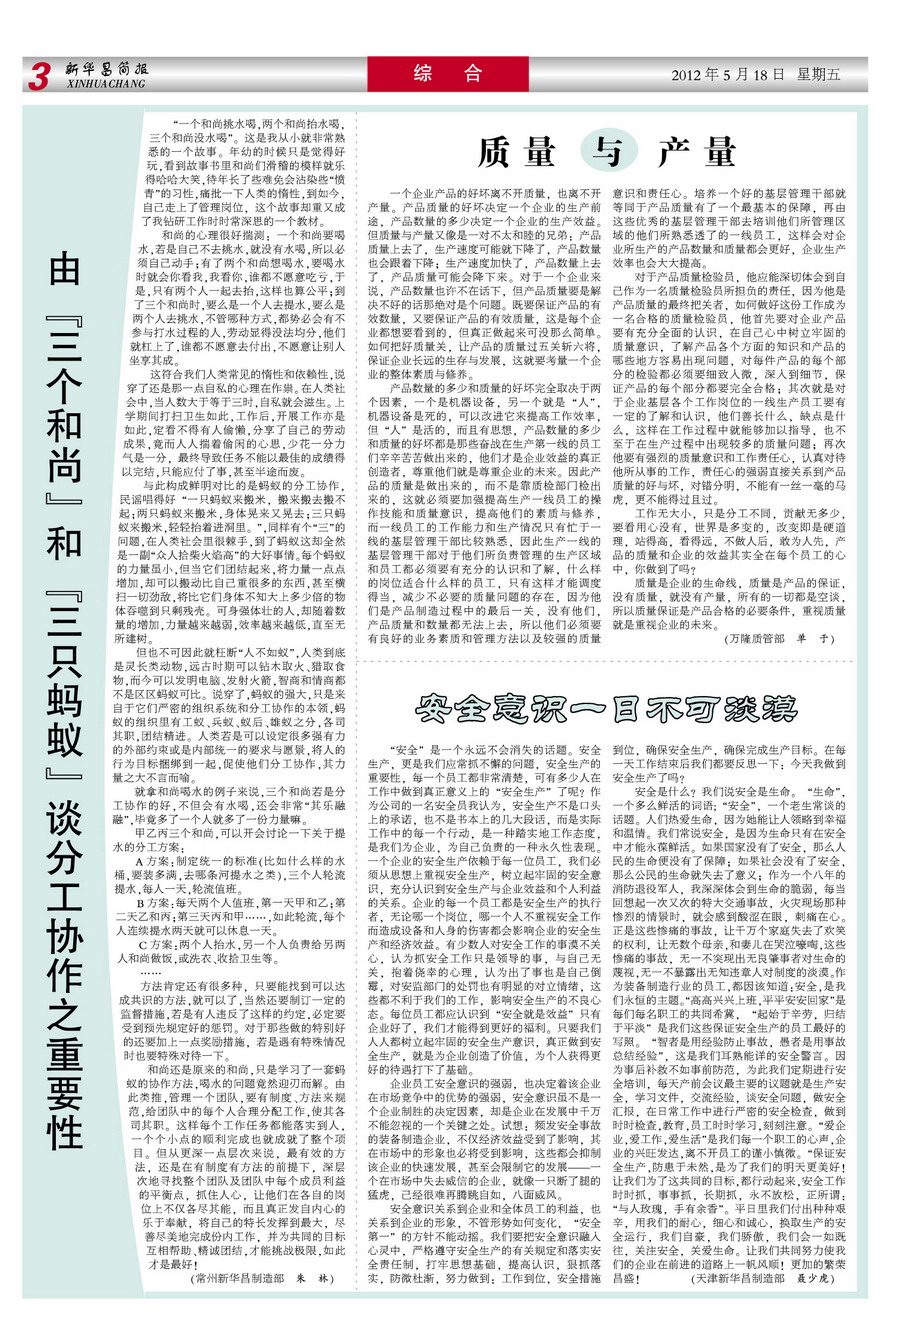 3 新华昌简报
XINHUACHANG
综 合
2012年5月18日 星期五
由『三个和尚』和『三只蚂蚁』谈分工协作之重要性
“一个和尚挑水喝,两个和尚抬水喝,
三个和尚没水喝”。这是我从小就非常熟
悉的一个故事。年幼的时候只是觉得好
玩,看到故事书里和尚们滑稽的模样就乐
得哈哈大笑,待年长了些难免会沾染些“愤
青”的习性,痛批一下人类的惰性,到如今,
自己走上了管理岗位,这个故事却重又成
了我钻研工作时时常深思的一个教材。
和尚的心理很好揣测:一个和尚要喝
水,若是自己不去挑水,就没有水喝,所以必
须自己动手;有了两个和尚想喝水,要喝水
时就会你看我,我看你,谁都不愿意吃亏,于
是,只有两个人一起去抬,这样也算公平;到
了三个和尚时,要么是一个人去提水,要么是
两个人去挑水,不管哪种方式,都势必会有不
参与打水过程的人,劳动显得没法均分,他们
就杠上了,谁都不愿意去付出,不愿意让别人
坐享其成。
这符合我们人类常见的惰性和依赖性,说
穿了还是那一点自私的心理在作祟。在人类社
会中,当人数大于等于三时,自私就会滋生。上
学期间打扫卫生如此,工作后,开展工作亦是
如此,定看不得有人偷懒,分享了自己的劳动
成果,竟而人人揣着偷闲的心思,少花一分力
气是一分，最终导致任务不能以最佳的成绩得
以完结,只能应付了事,甚至半途而废。
与此构成鲜明对比的是蚂蚁的分工协作,
民谣唱得好“一只蚂蚁来搬米，搬来搬去搬不
起;两只蚂蚁来搬米,身体晃来又晃去;三只蚂
蚁来搬米,轻轻抬着进洞里。”,同样有个“三”的
问题,在人类社会里很棘手,到了蚂蚁这却全然
是一副“众人拾柴火焰高”的大好事情。每个蚂蚁
的力量虽小,但当它们团结起来,将力量一点点
增加,却可以搬动比自己重很多的东西,甚至横
扫一切劲敌,将比它们身体不知大上多少倍的物
体吞噬到只剩残壳。可身强体壮的人,却随着数
量的增加,力量越来越弱,效率越来越低,直至无
所建树。
但也不可因此就枉断“人不如蚁”,人类到底
是灵长类动物,远古时期可以钻木取火、猎取食
物,而今可以发明电脑、发射火箭,智商和情商都
不是区区蚂蚁可比。说穿了,蚂蚁的强大,只是来
自于它们严密的组织系统和分工协作的本领,蚂
蚁的组织里有工蚁、兵蚁、蚁后、雄蚁之分,各司
其职,团结精进。人类若是可以设定很多强有力
的外部约束或是内部统一的要求与愿景,将人的
行为目标捆绑到一起,促使他们分工协作,其力
量之大不言而喻。
就拿和尚喝水的例子来说,三个和尚若是分
工协作的好,不但会有水喝,还会非常“其乐融
融”,毕竟多了一个人就多了一份力量嘛。
甲乙丙三个和尚,可以开会讨论一下关于提
水的分工方案:
A方案:制定统一的标准(比如什么样的水
桶,要装多满,去哪条河提水之类),三个人轮流
提水,每人一天,轮流值班。
B方案:每天两个人值班,第一天甲和乙;第
二天乙和丙;第三天丙和甲……,如此轮流,每个
人连续提水两天就可以休息一天。
C方案:两个人抬水,另一个人负责给另两
人和尚做饭,或洗衣、收拾卫生等。
……
方法肯定还有很多种，只要能找到可以达
成共识的方法,就可以了,当然还要制订一定的
监督措施,若是有人违反了这样的约定,必定要
受到预先规定好的惩罚。对于那些做的特别好
的还要加上一点奖励措施，若是遇有特殊情况
时也要特殊对待一下。
和尚还是原来的和尚,只是学习了一套蚂
蚁的协作方法,喝水的问题竟然迎刃而解。由
此类推,管理一个团队,要有制度、方法来规
范,给团队中的每个人合理分配工作,使其各
司其职。这样每个工作任务都能落实到人,
一个个小点的顺利完成也就成就了整个项
目。但从更深一点层次来说，最有效的方
法，还是在有制度有方法的前提下，深层
次地寻找整个团队及团队中每个成员利益
的平衡点，抓住人心，让他们在各自的岗
位上不仅各尽其能，而且真正发自内心的
乐于奉献，将自己的特长发挥到最大，尽
善尽美地完成份内工作，并为共同的目标
互相帮助、精诚团结,才能挑战极限,如此
才是最好!
(常州新华昌制造部 朱 林)
质量与产量
一个企业产品的好坏离不开质量，也离不开
产量。产品质量的好坏决定一个企业的生产前
途，产品数量的多少决定一个企业的生产效益。
但质量与产量又像是一对不太和睦的兄弟：产品
质量上去了，生产速度可能就下降了，产品数量
也会跟着下降；生产速度加快了，产品数量上去
了，产品质量可能会降下来。对于一个企业来
说，产品数量也许不在话下，但产品质量要是解
决不好的话那绝对是个问题。既要保证产品的有
效数量，又要保证产品的有效质量，这是每个企
业都想要看到的，但真正做起来可没那么简单。
如何把好质量关，让产品的质量过五关斩六将，
保证企业长远的生存与发展，这就要考量一个企
业的整体素质与修养。
产品数量的多少和质量的好坏完全取决于两
个因素，一个是机器设备，另一个就是“人”，
机器设备是死的，可以改进它来提高工作效率，
但“人”是活的，而且有思想，产品数量的多少
和质量的好坏都是那些奋战在生产第一线的员工
们辛辛苦苦做出来的，他们才是企业效益的真正
创造者，尊重他们就是尊重企业的未来。因此产
品的质量是做出来的，而不是靠质检部门检出
来的，这就必须要加强提高生产一线员工的操
作技能和质量意识，提高他们的素质与修养，
而一线员工的工作能力和生产情况只有忙于一
线的基层管理干部比较熟悉，因此生产一线的
基层管理干部对于他们所负责管理的生产区域
和员工都必须要有充分的认识和了解，什么样
的岗位适合什么样的员工，只有这样才能调度
得当，减少不必要的质量问题的存在，因为他
们是产品制造过程中的最后一关，没有他们，
产品质量和数量都无法上去，所以他们必须要
有良好的业务素质和管理方法以及较强的质量
意识和责任心。培养一个好的基层管理干部就
等同于产品质量有了一个最基本的保障，再由
这些优秀的基层管理干部去培训他们所管理区
域的他们所熟悉透了的一线员工，这样会对企
业所生产的产品数量和质量都会更好，企业生产
效率也会大大提高。
对于产品质量检验员，他应能深切体会到自
己作为一名质量检验员所担负的责任，因为他是
产品质量的最终把关者，如何做好这份工作成为
一名合格的质量检验员，他首先要对企业产品
要有充分全面的认识，在自己心中树立牢固的
质量意识，了解产品各个方面的知识和产品的
哪些地方容易出现问题，对每件产品的每个部
分的检验都必须要细致入微，深入到细节，保
证产品的每个部分都要完全合格；其次就是对
于企业基层各个工作岗位的一线生产员工要有
一定的了解和认识，他们善长什么，缺点是什
么，这样在工作过程中就能够加以指导，也不
至于在生产过程中出现较多的质量问题；再次
他要有强烈的质量意识和工作责任心，认真对待
他所从事的工作，责任心的强弱直接关系到产品
质量的好与坏，对错分明，不能有一丝一毫的马
虎，更不能得过且过。
工作无大小，只是分工不同，贡献无多少，
要看用心没有，世界是多变的，改变即是硬道
理，站得高，看得远，不做人后，敢为人先，产
品的质量和企业的效益其实全在每个员工的心
中，你做到了吗？
质量是企业的生命线，质量是产品的保证，
没有质量，就没有产量，所有的一切都是空谈，
所以质量保证是产品合格的必要条件，重视质量
就是重视企业的未来。
(万隆质管部 单 于)
安全意识一日不可淡漠
“安全”是一个永远不会消失的话题。安全
生产，更是我们应常抓不懈的问题，安全生产的
重要性，每一个员工都非常清楚，可有多少人在
工作中做到真正意义上的“安全生产”了呢？作
为公司的一名安全员我认为，安全生产不是口头
上的承诺，也不是书本上的几大段话，而是实际
工作中的每一个行动，是一种踏实地工作态度，
是我们为企业，为自己负责的一种永久性表现。
一个企业的安全生产依赖于每一位员工，我们必
须从思想上重视安全生产，树立起牢固的安全意
识，充分认识到安全生产与企业效益和个人利益
的关系。企业的每一个员工都是安全生产的执行
者，无论哪一个岗位，哪一个人不重视安全工作
而造成设备和人身的伤害都会影响企业的安全生
产和经济效益。有少数人对安全工作的事漠不关
心，认为抓安全工作只是领导的事，与自己无
关，抱着侥幸的心理，认为出了事也是自己倒
霉，对安监部门的处罚也有明显的对立情绪，这
些都不利于我们的工作，影响安全生产的不良心
态。每位员工都应认识到“安全就是效益”只有
企业好了，我们才能得到更好的福利。只要我们
人人都树立起牢固的安全生产意识，真正做到安
全生产，就是为企业创造了价值，为个人获得更
好的待遇打下了基础。
企业员工安全意识的强弱，也决定着该企业
在市场竞争中的优势的强弱，安全意识虽不是一
个企业制胜的决定因素，却是企业在发展中千万
不能忽视的一个关键之处。试想：频发安全事故
的装备制造企业，不仅经济效益受到了影响，其
在市场中的形象也必将受到影响，这些都会抑制
该企业的快速发展，甚至会限制它的发展——一
个在市场中失去威信的企业，就像一只断了腿的
猛虎，己经很难再腾跳自如，八面威风。
安全意识关系到企业和全体员工的利益，也
关系到企业的形象，不管形势如何变化，“安全
第一”的方针不能动摇。我们要把安全意识融入
心灵中，严格遵守安全生产的有关规定和落实安
全责任制，打牢思想基础，提高认识，狠抓落
实，防微杜渐，努力做到：工作到位，安全措施
到位，确保安全生产，确保完成生产目标。在每
一天工作结束后我们都要反思一下：今天我做到
安全生产了吗？
安全是什么？我们说安全是生命。“生命”，
一个多么鲜活的词语；“安全”，一个老生常谈的
话题。人们热爱生命，因为她能让人领略到幸福
和温情。我们常说安全，是因为生命只有在安全
中才能永葆鲜活。如果国家没有了安全，那么人
民的生命便没有了保障；如果社会没有了安全，
那么公民的生命就失去了意义；作为一个八年的
消防退役军人，我深深体会到生命的脆弱，每当
回想起一次又次的特大交通事故，火灾现场那种
惨烈的情景时，就会感到酸涩在眼，刺痛在心。
正是这些惨痛的事故，让千万个家庭失去了欢笑
的权利，让无数个母亲,和妻儿在哭泣嚎啕,这些
惨痛的事故，无一不突现出无良肇事者对生命的
蔑视,无一不暴露出无知违章人对制度的淡漠。作
为装备制造行业的员工,都因该知道:安全,是我
们永恒的主题。“高高兴兴上班,平平安安回家”是
每们每名职工的共同希冀，“起始于辛劳，归结
于平淡”是我们这些保证安全生产的员工最好的
写照。“智者是用经验防止事故，愚者是用事故
总结经验”，这是我们耳熟能详的安全警言。因
为事后补救不如事前防范，为此我们定期进行安
全培训，每天产前会议最主要的议题就是生产安
全，学习文件，交流经验，谈安全问题，做安全
汇报，在日常工作中进行严密的安全检查，做到
时时检查,教育,员工时时学习,刻刻注意。“爱企
业,爱工作,爱生活”是我们每一个职工的心声,企
业的兴旺发达,离不开员工的谨小慎微。“保证安
全生产,防患于未然,是为了我们的明天更美好!
让我们为了这共同的目标,都行动起来,安全工作
时时抓，事事抓，长期抓，永不放松，正所谓：
“与人玫瑰，手有余香”。平日里我们付出种种艰
辛，用我们的耐心，细心和诚心，换取生产的安
全运行，我们自豪，我们骄傲，我们会一如既
往，关注安全，关爱生命。让我们共同努力使我
们的企业在前进的道路上一帆风顺！更加的繁荣
昌盛！ (天津新华昌制造部 聂少虎)